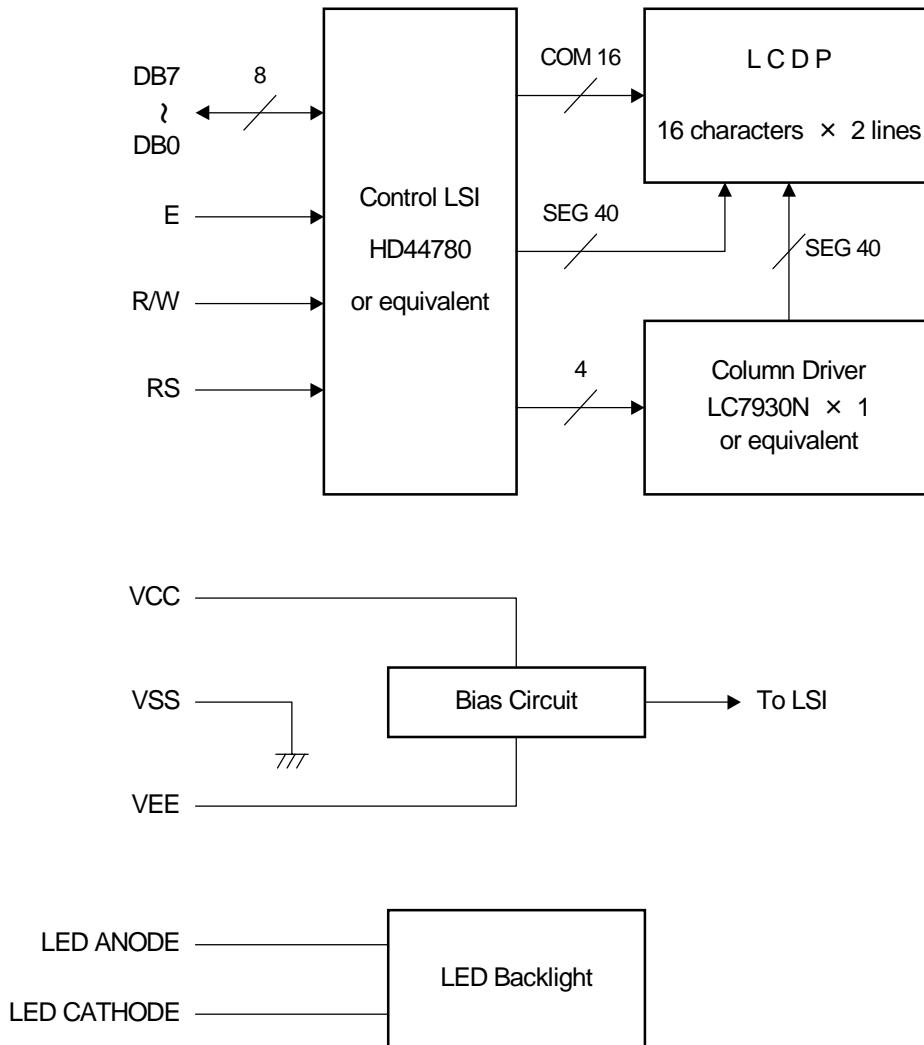 DB7
~
DB0
8
E
R/W
RS
Control LSI
HD44780
or equivalent
COM 16
SEG 40
4
L C D P
16 characters × 2 lines
SEG 40
Column Driver
LC7930N × 1
or equivalent
VCC
VSS
VEE
Bias Circuit
To LSI
LED ANODE
LED CATHODE
LED Backlight